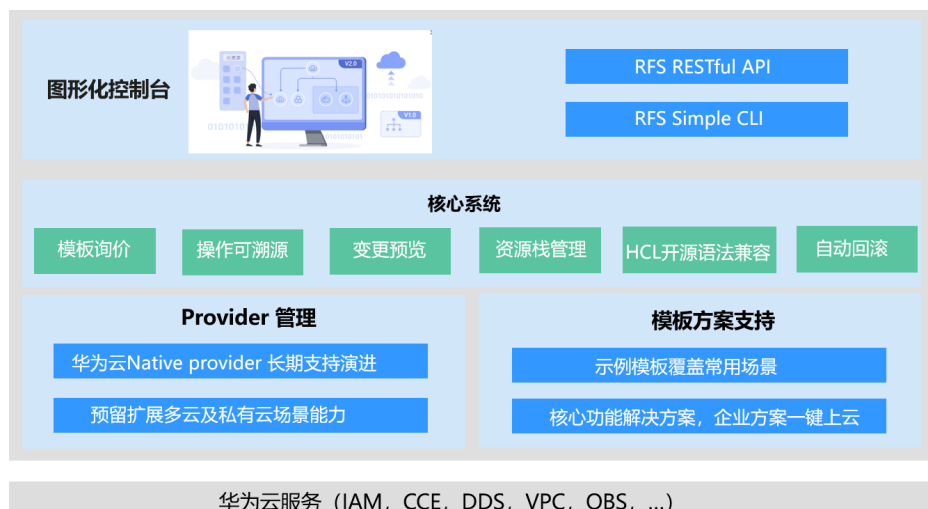 图形化控制台
V2.0
V1.0
RFS RESTful API
RFS Simple CLI
核心系统
模板询价
操作可溯源
变更预览
资源栈管理
HCL开源语法兼容
自动回滚
Provider 管理
华为云Native provider 长期支持演进
预留扩展多云及私有云场景能力
模板方案支持
示例模板覆盖常用场景
核心功能解决方案，企业方案一键上云
华为云服务（IAM，CCE，DDS，VPC，OBS，...）